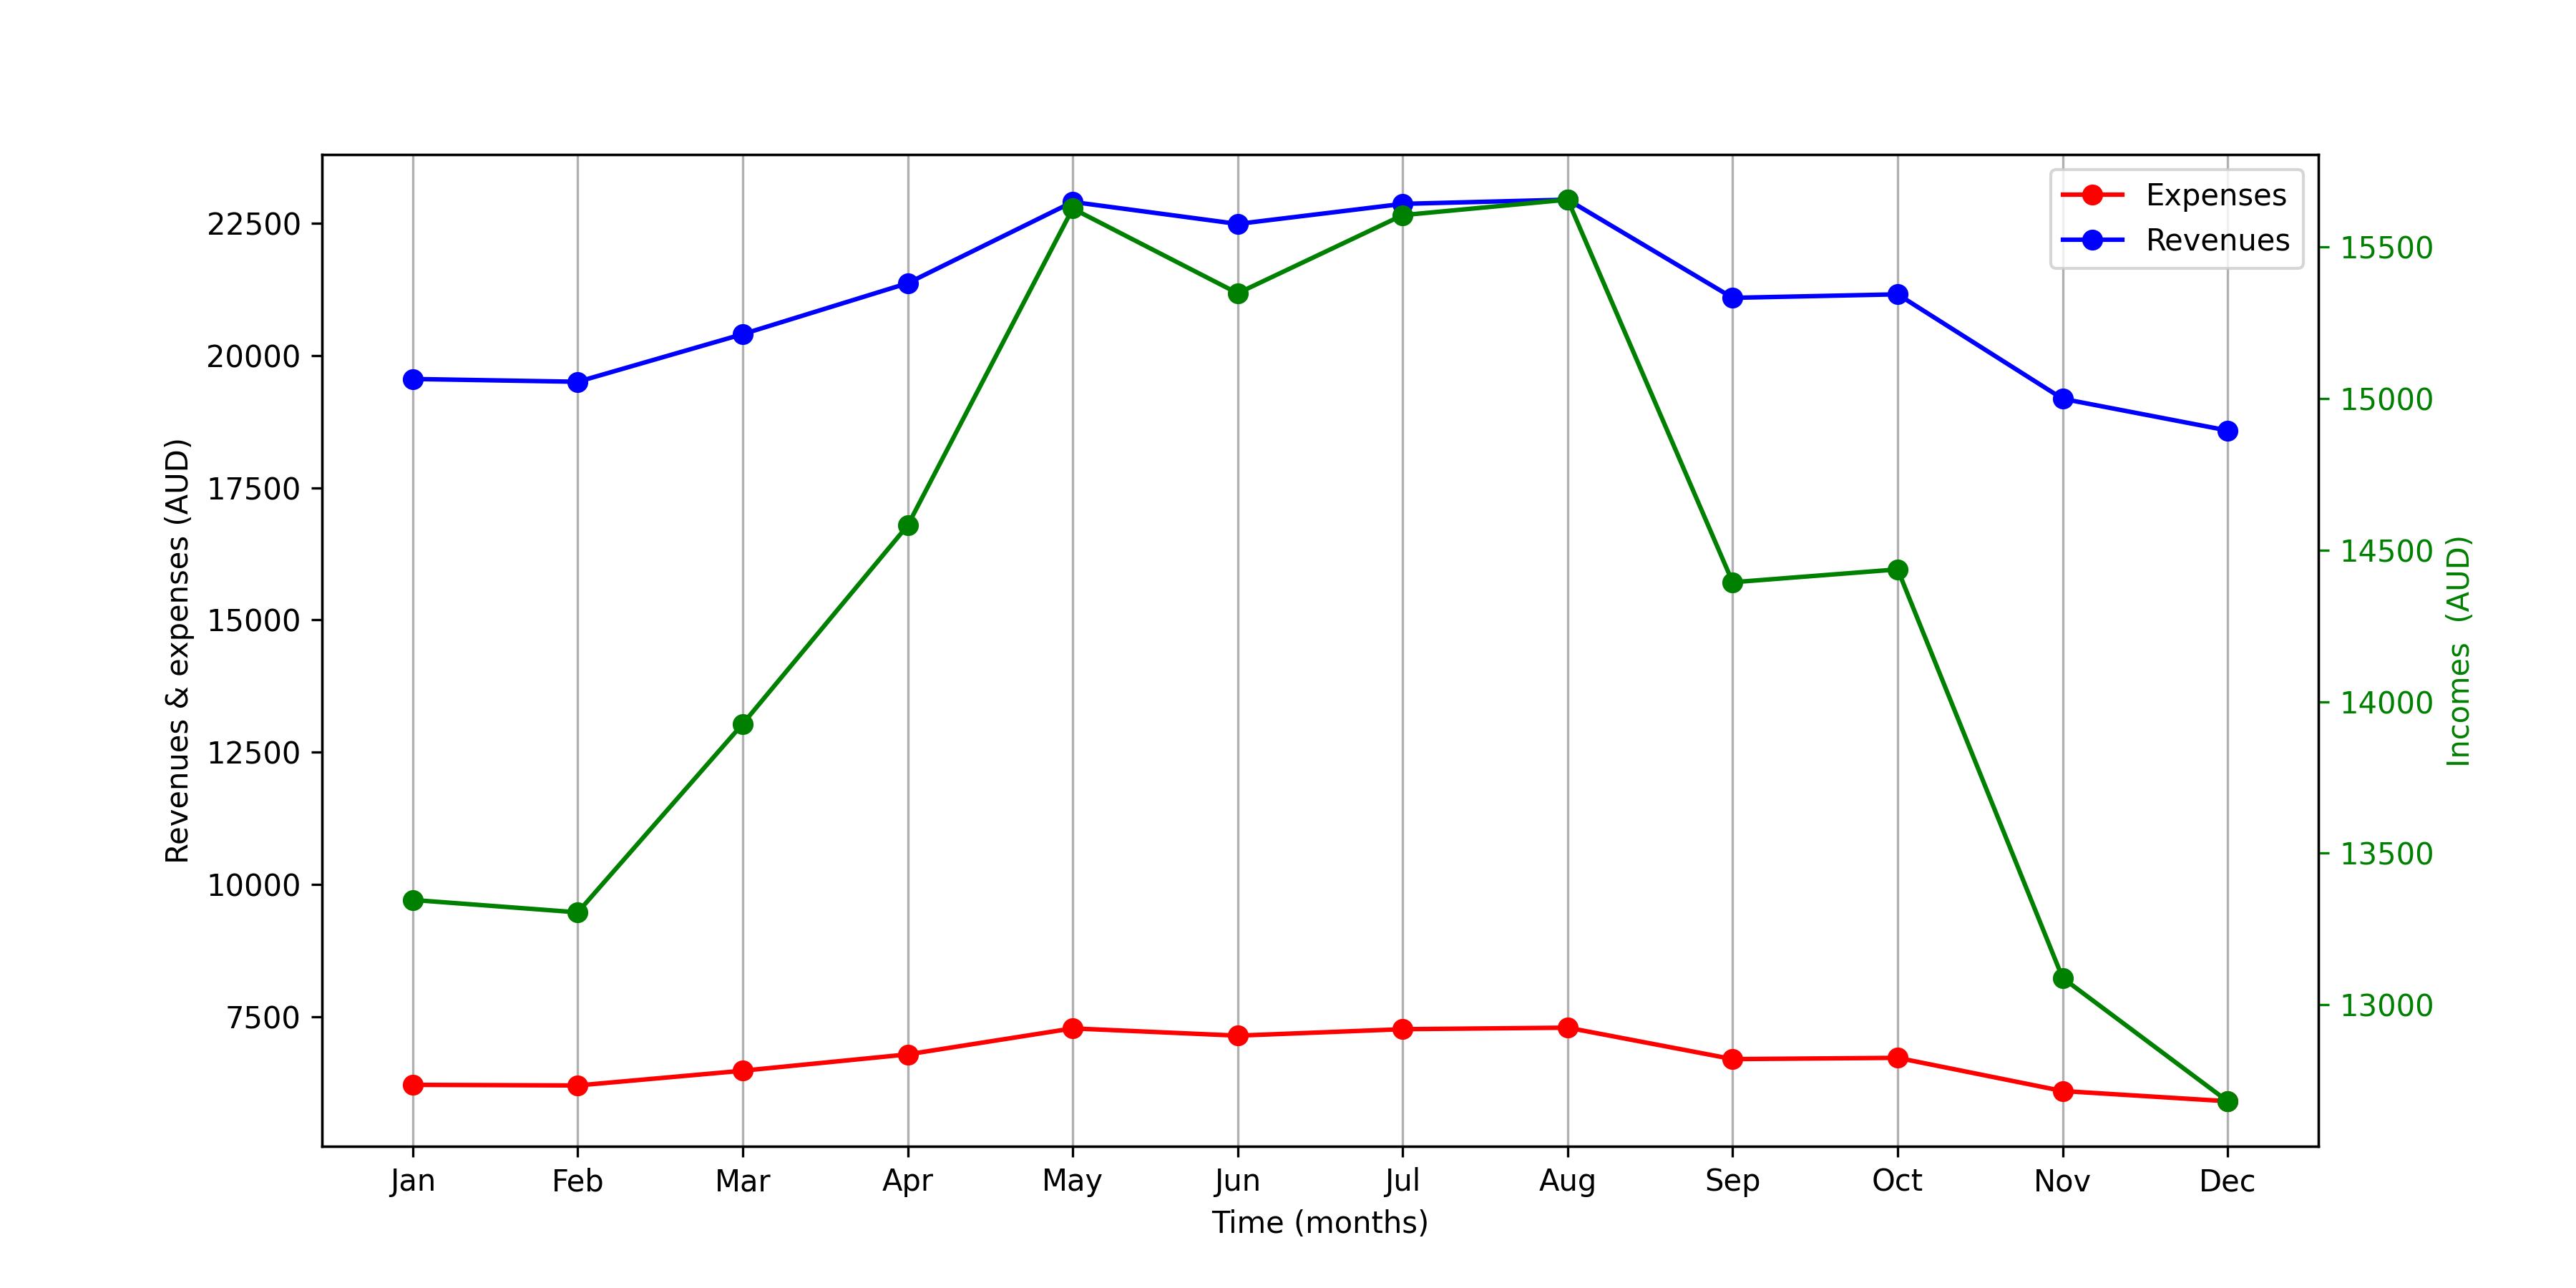 Expenses
Revenues
22500
20000
17500
15000
12500
10000
7500
Revenues & expenses (AUD)
15500
15000
14500
14000
13500
13000
Incomes  (AUD)
Jan Feb Mar Apr May Jun Jul Aug Sep Oct Nov Dec
Time (months)